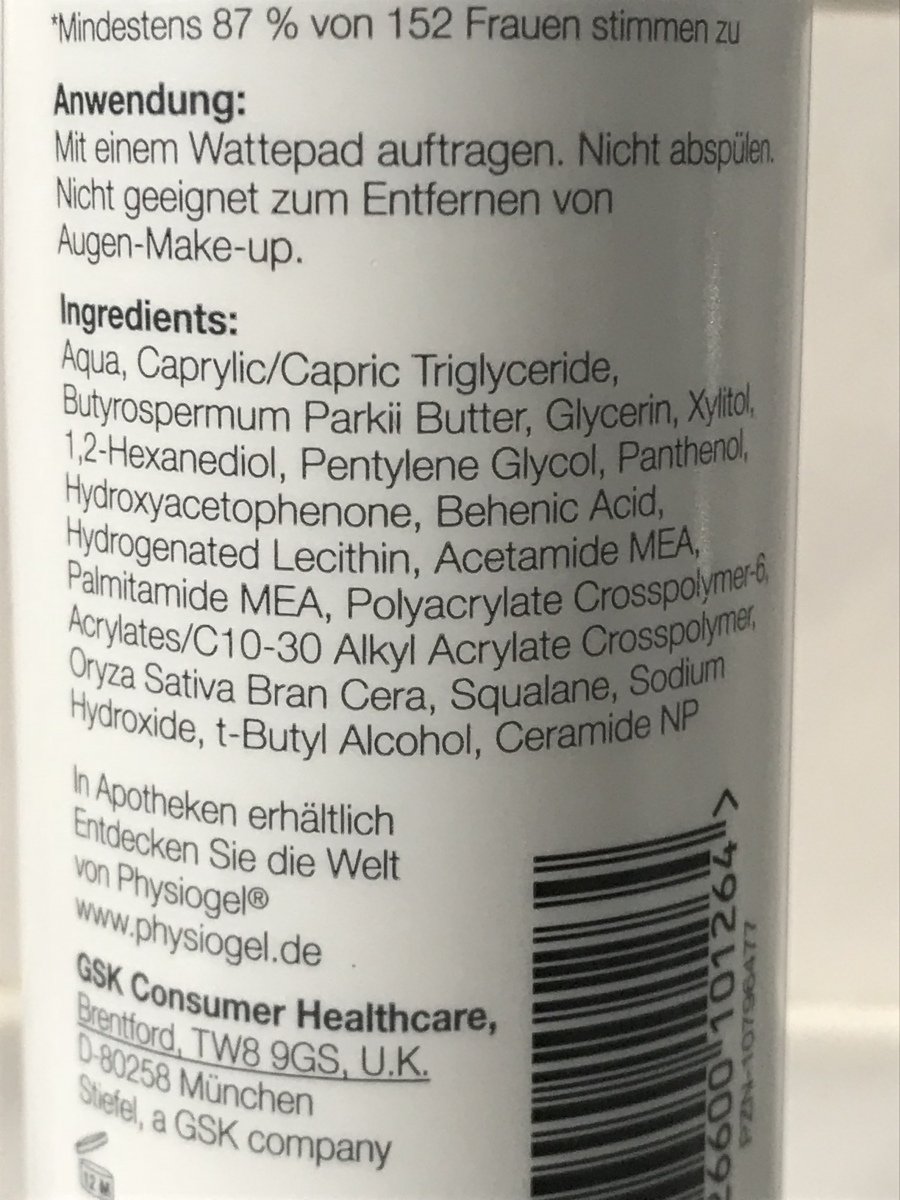 *Mindestens 87 % von 152 Frauen stimmen zu
Anwendung:
Mit einem Wattepad auftragen. Nicht abspülen.
Nicht geeignet zum Entfernen von
Augen-Make-up.
Ingredients:
Aqua, Caprylic/Capric Triglyceride,
Butyrospermum Parkii Butter, Glycerin, Xylitol,
1,2-Hexanediol, Pentylene Glycol, Panthenol,
Hydroxyacetophenone, Behenic Acid,
Hydrogenated Lecithin, Acetamide MEA,
Palmitamide MEA, Polyacrylate Crosspolymer-6,
Acrylates/C10-30 Alkyl Acrylate Crosspolymer,
Oryza Sativa Bran Cera, Squalane, Sodium
Hydroxide, t-Butyl Alcohol, Ceramide NP
In Apotheken erhältlich
Entdecken Sie die Welt
von Physiogel®
www.physiogel.de
GSK Consumer Healthcare,
Brentford, TW8 9GS, U.K.
D-80258 München
Stiefel, a GSK company
12 M
101264 >
PZN-10796477